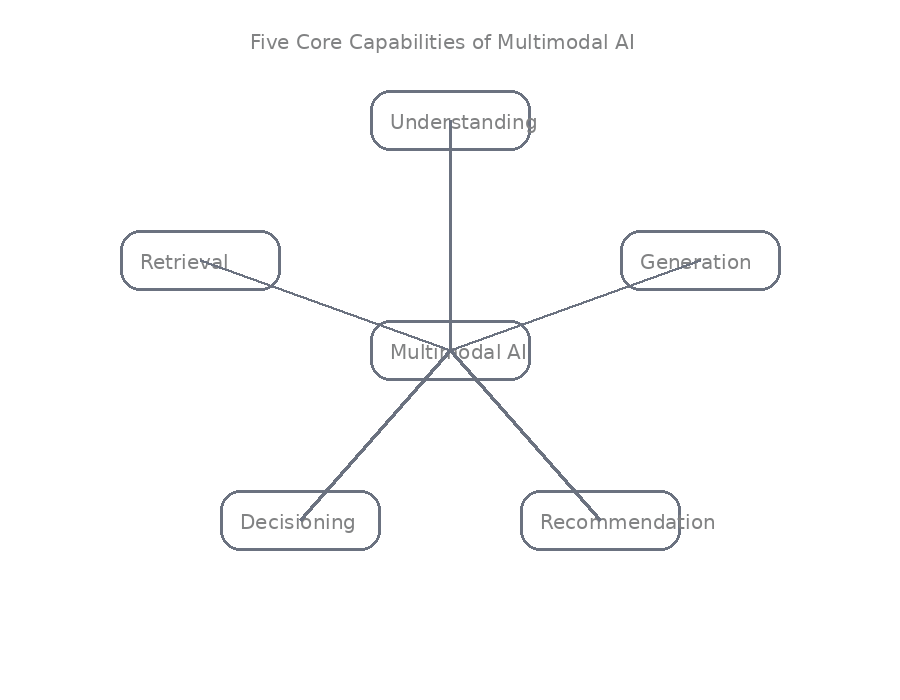 Five Core Capabilities of Multimodal AI
Understanding
Retrieval
Generation
Multimodal AI
Decisioning
Recommendation